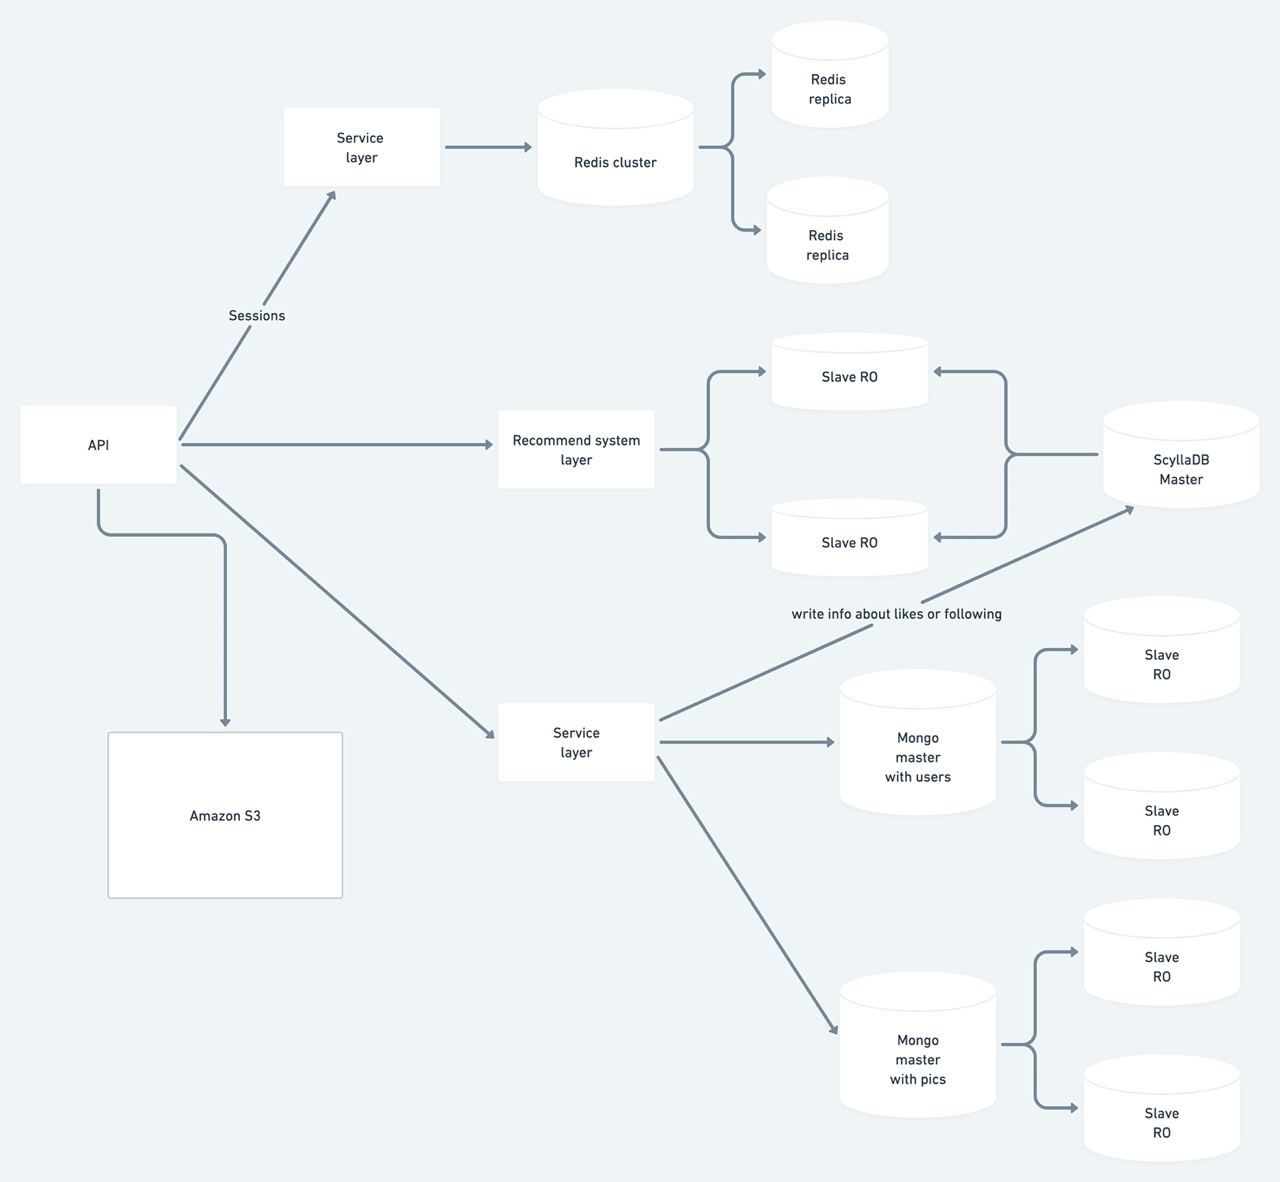 Redis
replica
Service
layer
Redis cluster
Redis
replica
Sessions
Slave RO
API
Recommend system
layer
ScyllaDB
Master
Slave RO
write info about likes or following
Slave
RO
Service
layer
Mongo
master
with users
Amazon S3
Slave
RO
Slave
RO
Mongo
master
with pics
Slave
RO